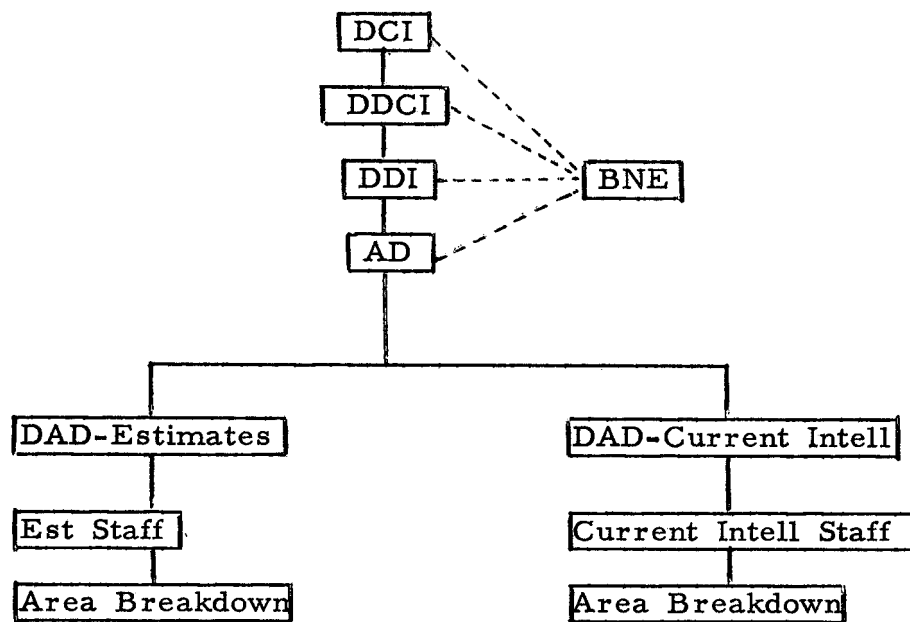 DCI
DDCI
DDI
BNE
AD
DAD-Estimates
DAD-Current Intell
Est Staff
Current Intell Staff
Area Breakdown
Area Breakdown